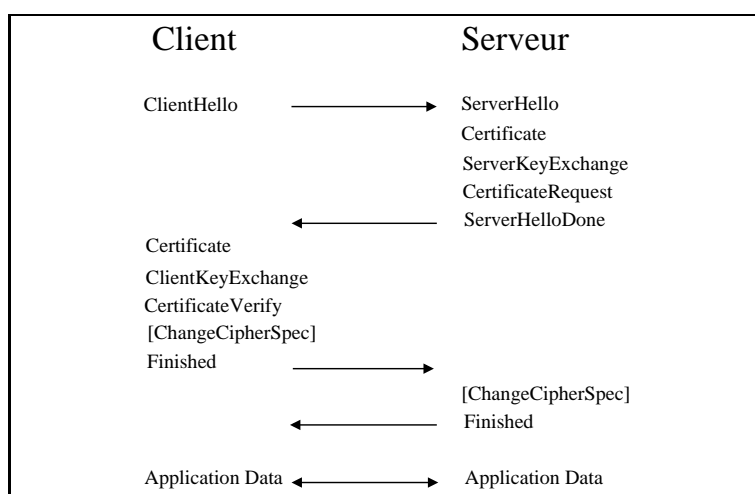 Client Serveur
ClientHello ServerHello
Certificate
ServerKeyExchange
CertificateRequest
ServerHelloDone
Certificate
ClientKeyExchange
CertificateVerify
[ChangeCipherSpec]
Finished
[ChangeCipherSpec]
Finished
Application Data Application Data